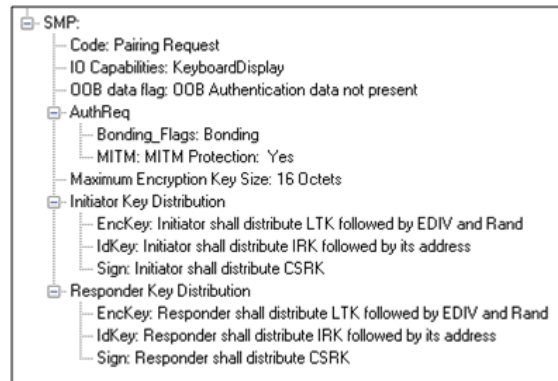 SMP:
Code: Pairing Request
IO Capabilities: KeyboardDisplay
OOB data flag: OOB Authentication data not present
AuthReq
Bonding_Flags: Bonding
MITM: MITM Protection: Yes
Maximum Encryption Key Size: 16 Octets
Initiator Key Distribution
EncKey: Initiator shall distribute LTK followed by EDIV and Rand
IdKey: Initiator shall distribute IRK followed by its address
Sign: Initiator shall distribute CSRK
Responder Key Distribution
EncKey: Responder shall distribute LTK followed by EDIV and Rand
IdKey: Responder shall distribute IRK followed by its address
Sign: Responder shall distribute CSRK